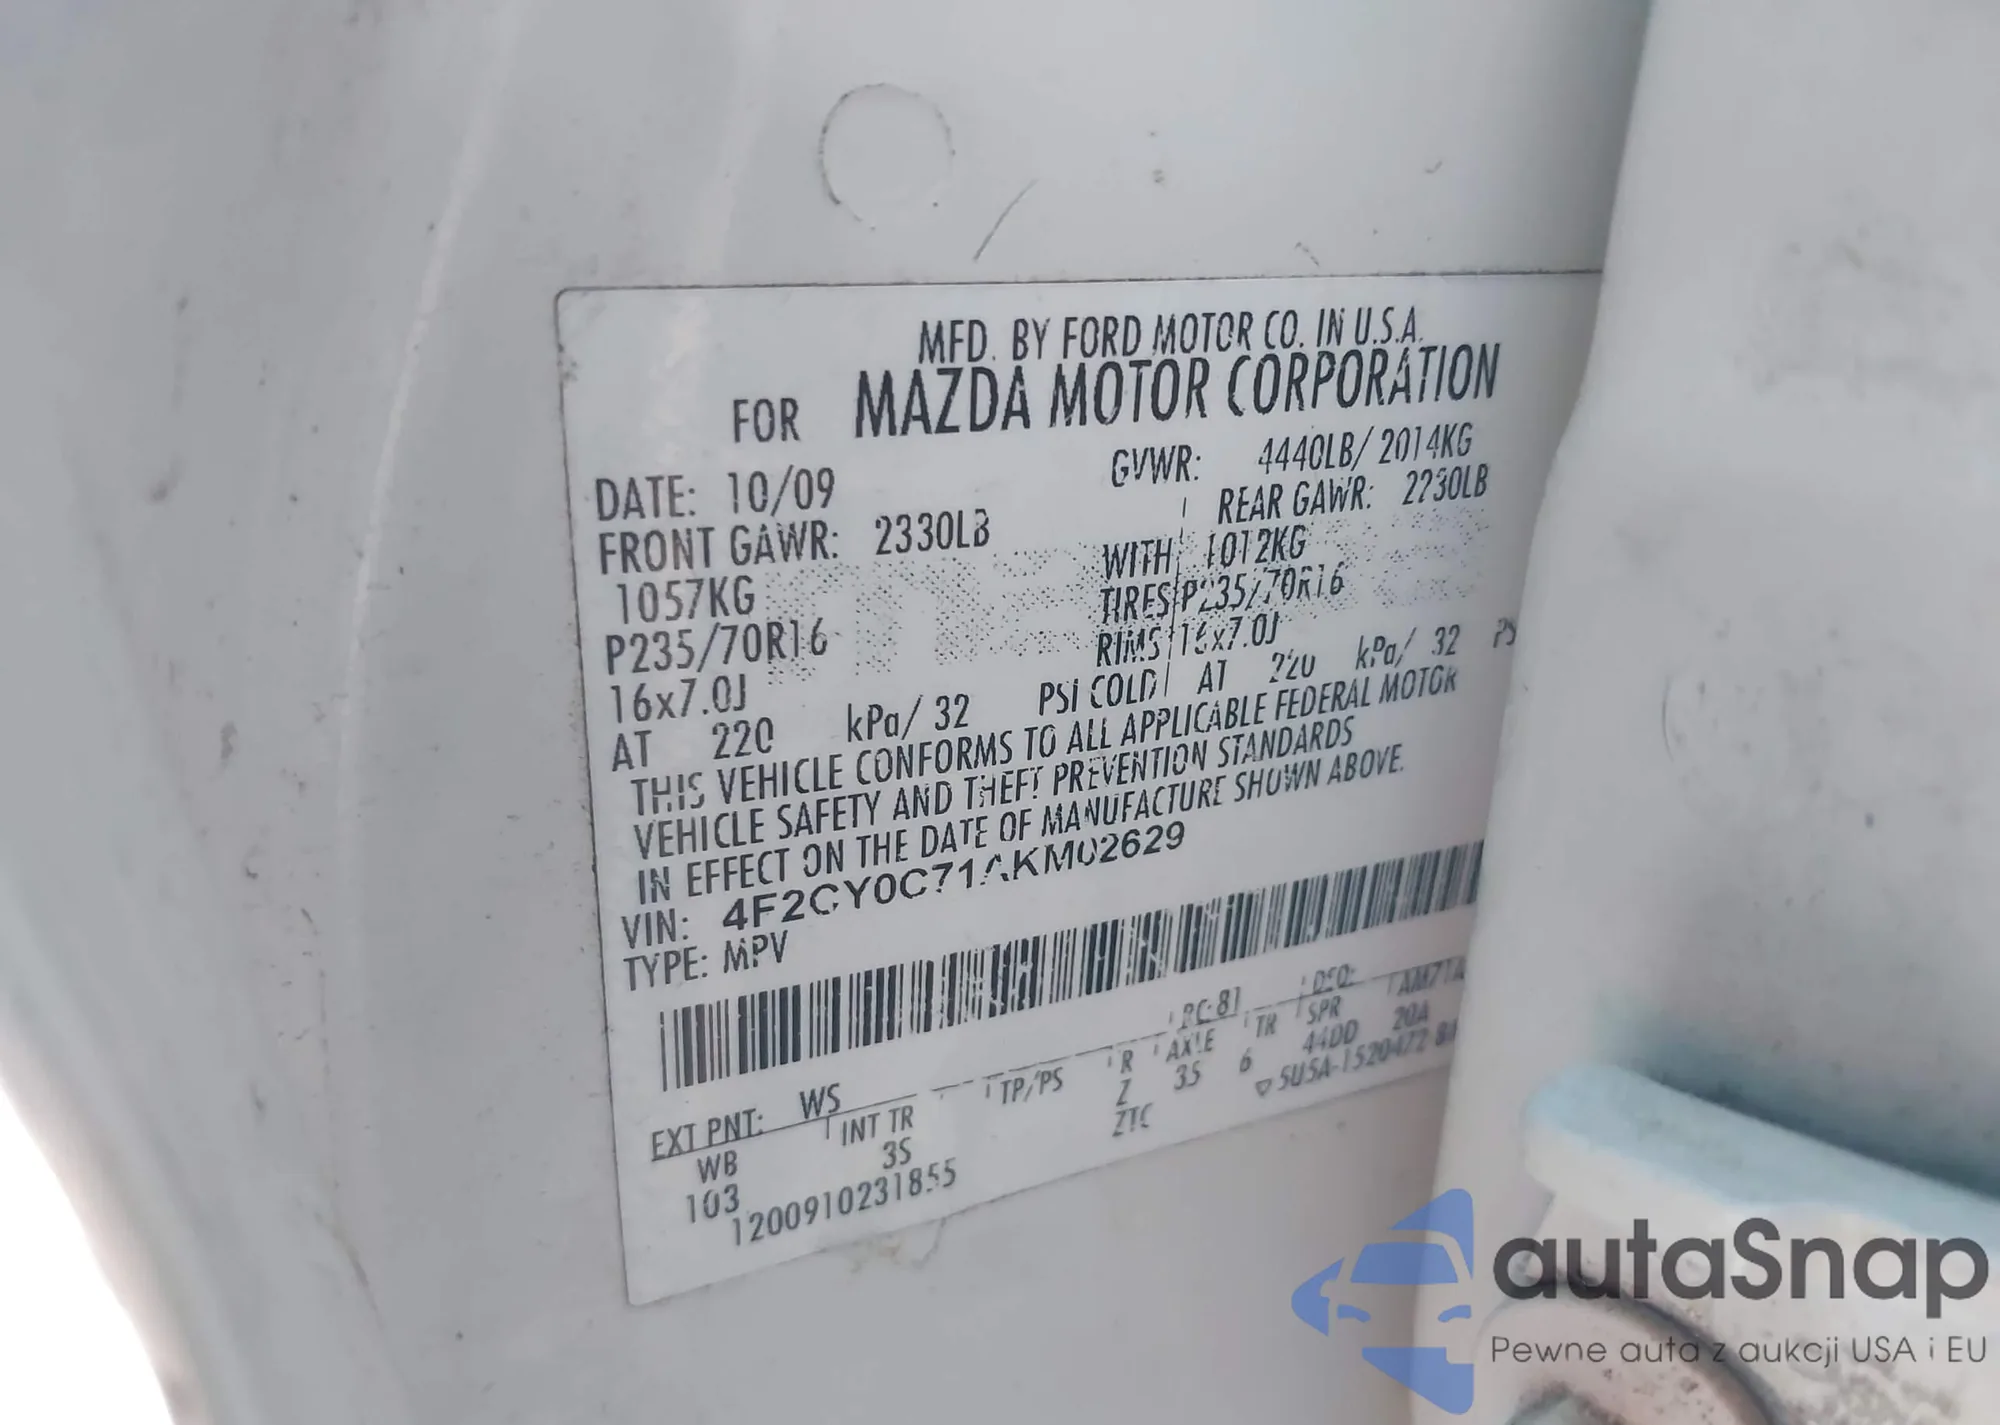 MFD. BY FORD MOTOR CO. IN U.S.A.
FOR MAZDA MOTOR CORPORATION
DATE: 10/09 GVWR: 4440LB/ 2014KG
FRONT GAWR: 2330LB REAR GAWR: 2230LB
1057KG WITH 1012KG
P235/70R16 TIRES P235/70R16
16x7.0J RIMS 16x7.0J
AT 220 kPa/ 32 PSI COLD AT 220 kPa/ 32 PS
THIS VEHICLE CONFORMS TO ALL APPLICABLE FEDERAL MOTOR
VEHICLE SAFETY AND THEFT PREVENTION STANDARDS
IN EFFECT ON THE DATE OF MANUFACTURE SHOWN ABOVE.
VIN: 4F2CY0C71AKM02629
TYPE: MPV
EXT PNT: WS RC:81 DSO:
WB INT TR TP/PS R AXLE TR SPR
103 3S Z 35 6 44DD 20A
1200910231855 ZTC
autaSnap
Pewne auta z aukcji USA i EU